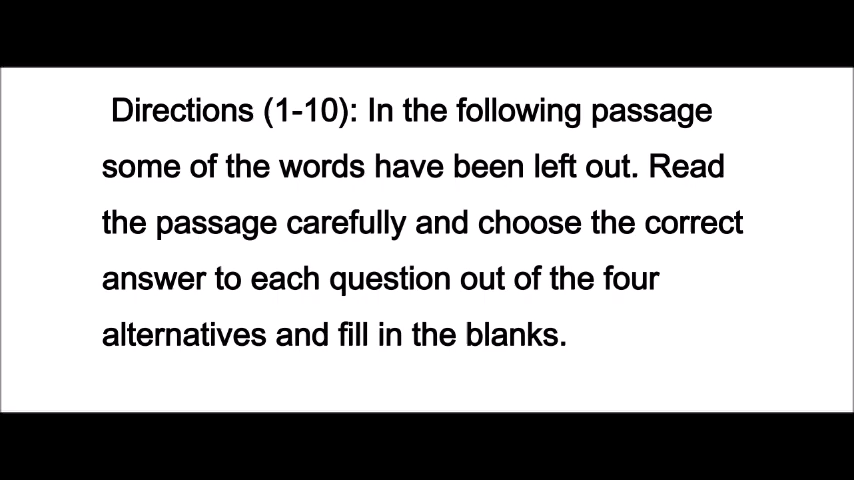 Directions (1-10): In the following passage
some of the words have been left out. Read
the passage carefully and choose the correct
answer to each question out of the four
alternatives and fill in the blanks.